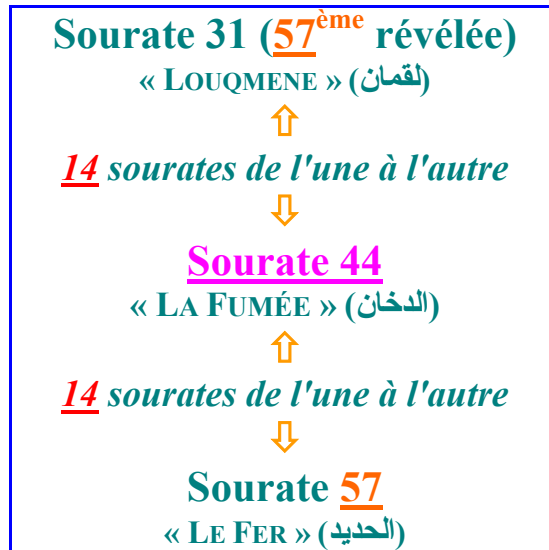 Sourate 31 (57ème révélée)
« LOUQMENE » (لقمان)
⇧
14 sourates de l'une à l'autre
⇩
Sourate 44
« LA FUMÉE » (الدخان)
⇧
14 sourates de l'une à l'autre
⇩
Sourate 57
« LE FER » (الحديد)